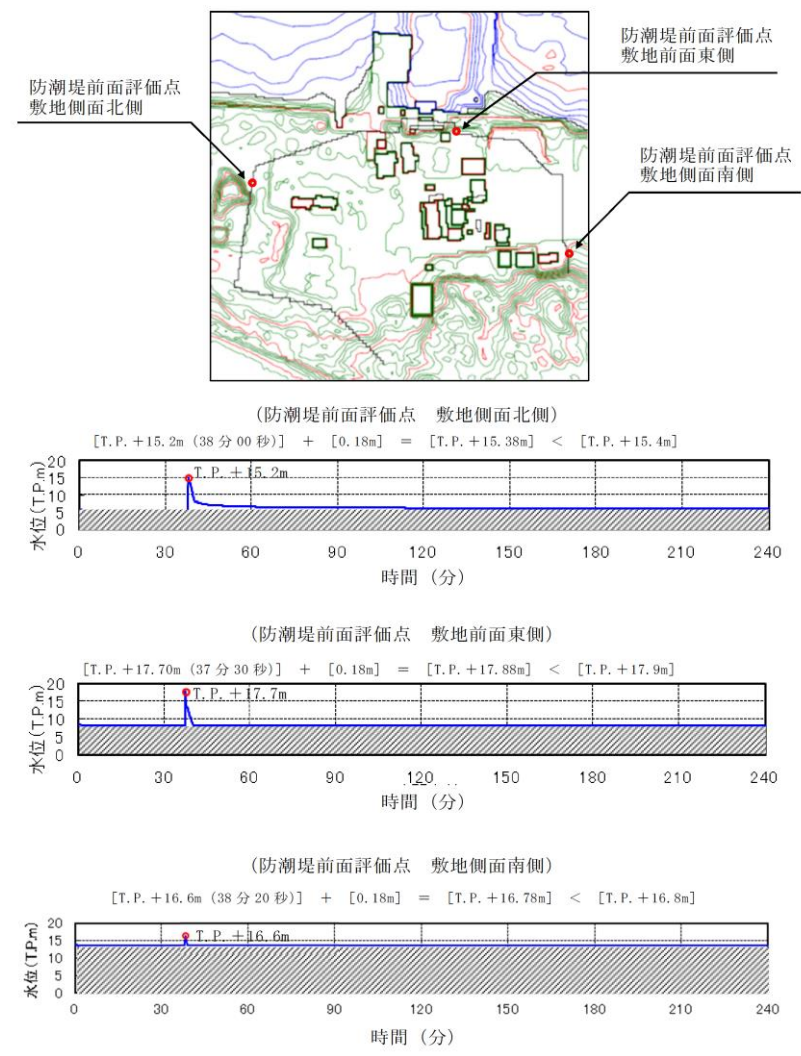 防潮堤前面評価点
敷地前面東側
防潮堤前面評価点
敷地側面北側
防潮堤前面評価点
敷地側面南側
(防潮堤前面評価点 敷地側面北側)
[T.P.+15.2m (38分00秒)] + [0.18m] = [T.P.+15.38m] < [T.P.+15.4m]
水位(T.P.m)
20
15
10
5
0
T.P.+15.2m
0 30 60 90 120 150 180 210 240
時間 (分)
(防潮堤前面評価点 敷地前面東側)
[T.P.+17.70m (37分30秒)] + [0.18m] = [T.P.+17.88m] < [T.P.+17.9m]
水位(T.P.m)
20
15
10
5
0
T.P.+17.7m
0 30 60 90 120 150 180 210 240
時間 (分)
(防潮堤前面評価点 敷地側面南側)
[T.P.+16.6m (38分20秒)] + [0.18m] = [T.P.+16.78m] < [T.P.+16.8m]
水位(T.P.m)
20
15
10
5
0
T.P.+16.6m
0 30 60 90 120 150 180 210 240
時間 (分)